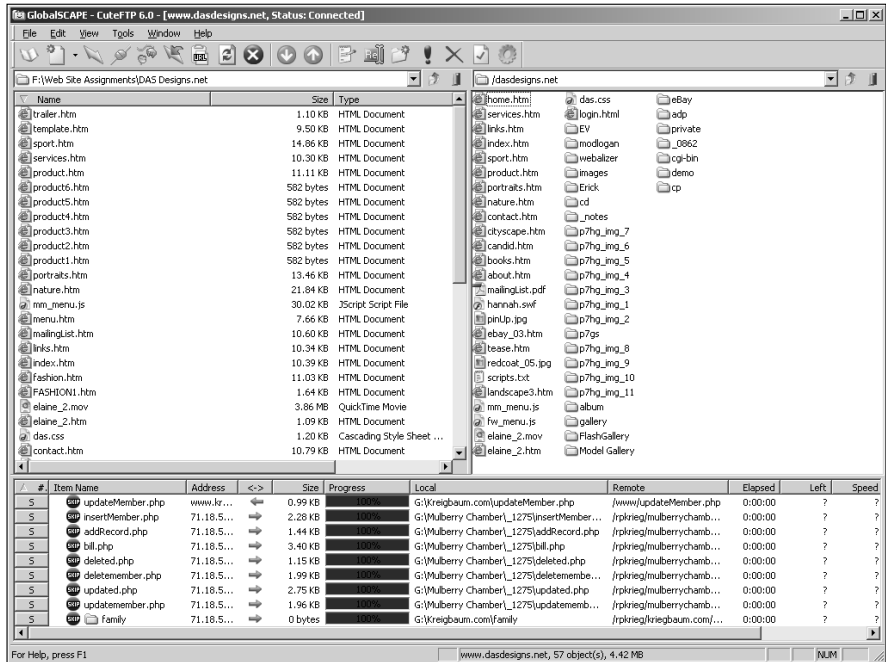 GlobalSCAPE - CuteFTP 6.0 - [www.dasdesigns.net, Status: Connected]
File Edit View Tools Window Help
URL
F:\Web Site Assignments\DAS Designs.net
Name Size Type
trailer.htm 1.10 KB HTML Document
template.htm 9.50 KB HTML Document
sport.htm 14.86 KB HTML Document
services.htm 10.30 KB HTML Document
product.htm 11.11 KB HTML Document
product6.htm 582 bytes HTML Document
product5.htm 582 bytes HTML Document
product4.htm 582 bytes HTML Document
product3.htm 582 bytes HTML Document
product2.htm 582 bytes HTML Document
product1.htm 582 bytes HTML Document
portraits.htm 13.46 KB HTML Document
nature.htm 21.84 KB HTML Document
mm_menu.js 30.02 KB JScript Script File
menu.htm 7.66 KB HTML Document
mailingList.htm 10.60 KB HTML Document
links.htm 10.34 KB HTML Document
index.htm 10.39 KB HTML Document
fashion.htm 11.03 KB HTML Document
FASHION1.htm 1.64 KB HTML Document
elaine_2.mov 3.86 MB QuickTime Movie
elaine_2.htm 1.09 KB HTML Document
das.css 1.20 KB Cascading Style Sheet ...
contact.htm 10.79 KB HTML Document
/dasdesigns.net
home.htm das.css eBay
services.htm login.html adp
links.htm EV private
index.htm modlogan _0862
sport.htm webalizer cgi-bin
product.htm images demo
portraits.htm Erick cp
nature.htm cd
contact.htm _notes
cityscape.htm p7hg_img_7
candid.htm p7hg_img_6
books.htm p7hg_img_5
about.htm p7hg_img_4
mailingList.pdf p7hg_img_3
hannah.swf p7hg_img_1
pinUp.jpg p7hg_img_2
ebay_03.htm p7gs
tease.htm p7hg_img_8
redcoat_05.jpg p7hg_img_9
scripts.txt p7hg_img_10
landscape3.htm p7hg_img_11
mm_menu.js album
fw_menu.js gallery
elaine_2.mov FlashGallery
elaine_2.htm Model Gallery
# Item Name Address <-> Size Progress Local Remote Elapsed Left Speed
S SKIP updateMember.php www.kr... 0.99 KB 100% G:\Kreigbaum.com\updateMember.php /www/updateMember.php 0:00:00 ? ?
S SKIP insertMember.php 71.18.5... 2.28 KB 100% G:\Mulberry Chamber\_1275\insertMember... /rpkrieg/mulberrychamb... 0:00:00 ? ?
S SKIP addRecord.php 71.18.5... 1.44 KB 100% G:\Mulberry Chamber\_1275\addRecord.php /rpkrieg/mulberrychamb... 0:00:00 ? ?
S SKIP bill.php 71.18.5... 3.40 KB 100% G:\Mulberry Chamber\_1275\bill.php /rpkrieg/mulberrychamb... 0:00:00 ? ?
S SKIP deleted.php 71.18.5... 1.15 KB 100% G:\Mulberry Chamber\_1275\deleted.php /rpkrieg/mulberrychamb... 0:00:00 ? ?
S SKIP deletemember.php 71.18.5... 1.99 KB 100% G:\Mulberry Chamber\_1275\deletemembe... /rpkrieg/mulberrychamb... 0:00:00 ? ?
S SKIP updated.php 71.18.5... 2.75 KB 100% G:\Mulberry Chamber\_1275\updated.php /rpkrieg/mulberrychamb... 0:00:00 ? ?
S SKIP updatemember.php 71.18.5... 1.96 KB 100% G:\Mulberry Chamber\_1275\updatememb... /rpkrieg/mulberrychamb... 0:00:00 ? ?
S SKIP family 71.18.5... 0 bytes 100% G:\Kreigbaum.com\family /rpkrieg/kriegbaum.com/... 0:00:00 ? ?
For Help, press F1 www.dasdesigns.net, 57 object(s), 4.42 MB NUM